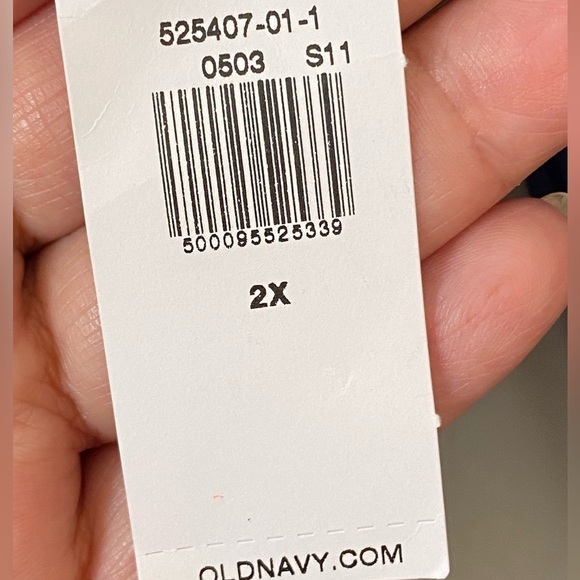 525407-01-1
0503 S11
500095525339
2X
OLDNAVY.COM